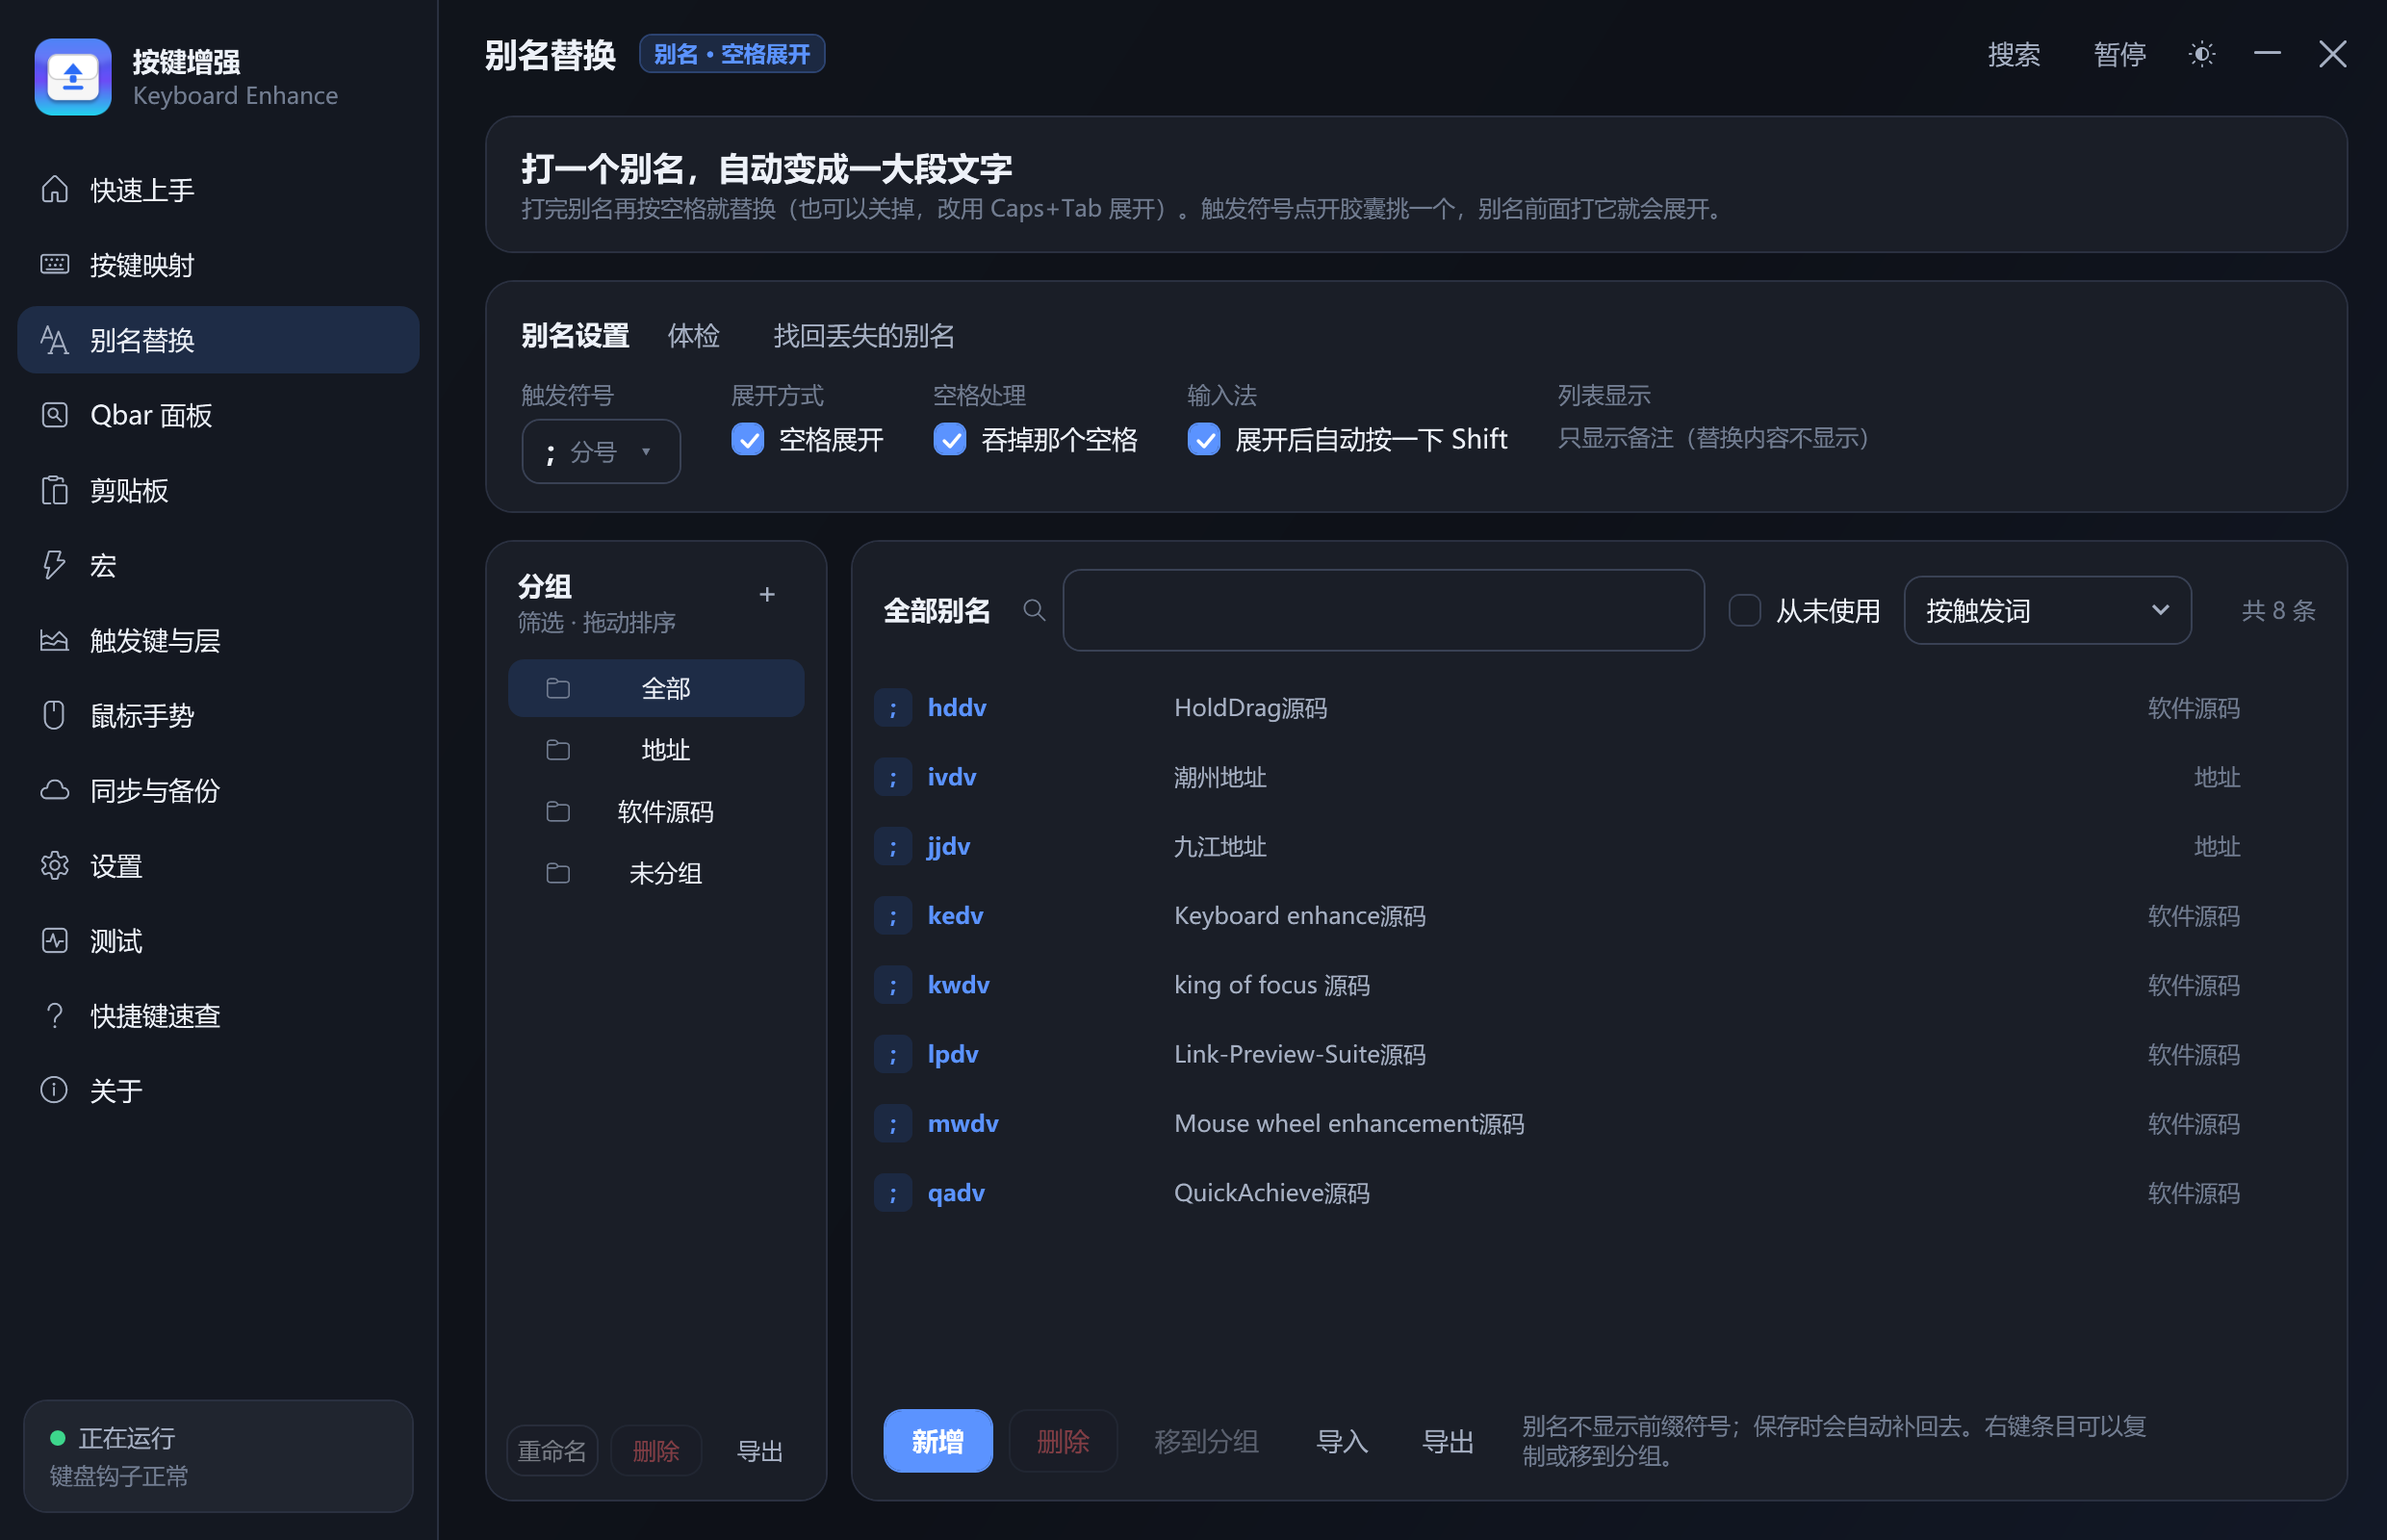 按键增强
Keyboard Enhance
快速上手
按键映射
别名替换
Qbar 面板
剪贴板
宏
触发键与层
鼠标手势
同步与备份
设置
测试
快捷键速查
关于
正在运行
键盘钩子正常
别名替换 别名·空格展开 搜索 暂停
打一个别名，自动变成一大段文字
打完别名再按空格就替换（也可以关掉，改用 Caps+Tab 展开）。触发符号点开胶囊挑一个，别名前面打它就会展开。
别名设置 体检 找回丢失的别名
触发符号 展开方式 空格处理 输入法 列表显示
; 分号 空格展开 吞掉那个空格 展开后自动按一下 Shift 只显示备注（替换内容不显示）
分组 +
筛选 · 拖动排序
全部
地址
软件源码
未分组
重命名 删除 导出
全部别名 从未使用 按触发词 共 8 条
; hddv HoldDrag源码 软件源码
; ivdv 潮州地址 地址
; jjdv 九江地址 地址
; kedv Keyboard enhance源码 软件源码
; kwdv king of focus 源码 软件源码
; lpdv Link-Preview-Suite源码 软件源码
; mwdv Mouse wheel enhancement源码 软件源码
; qadv QuickAchieve源码 软件源码
新增 删除 移到分组 导入 导出
别名不显示前缀符号；保存时会自动补回去。右键条目可以复
制或移到分组。